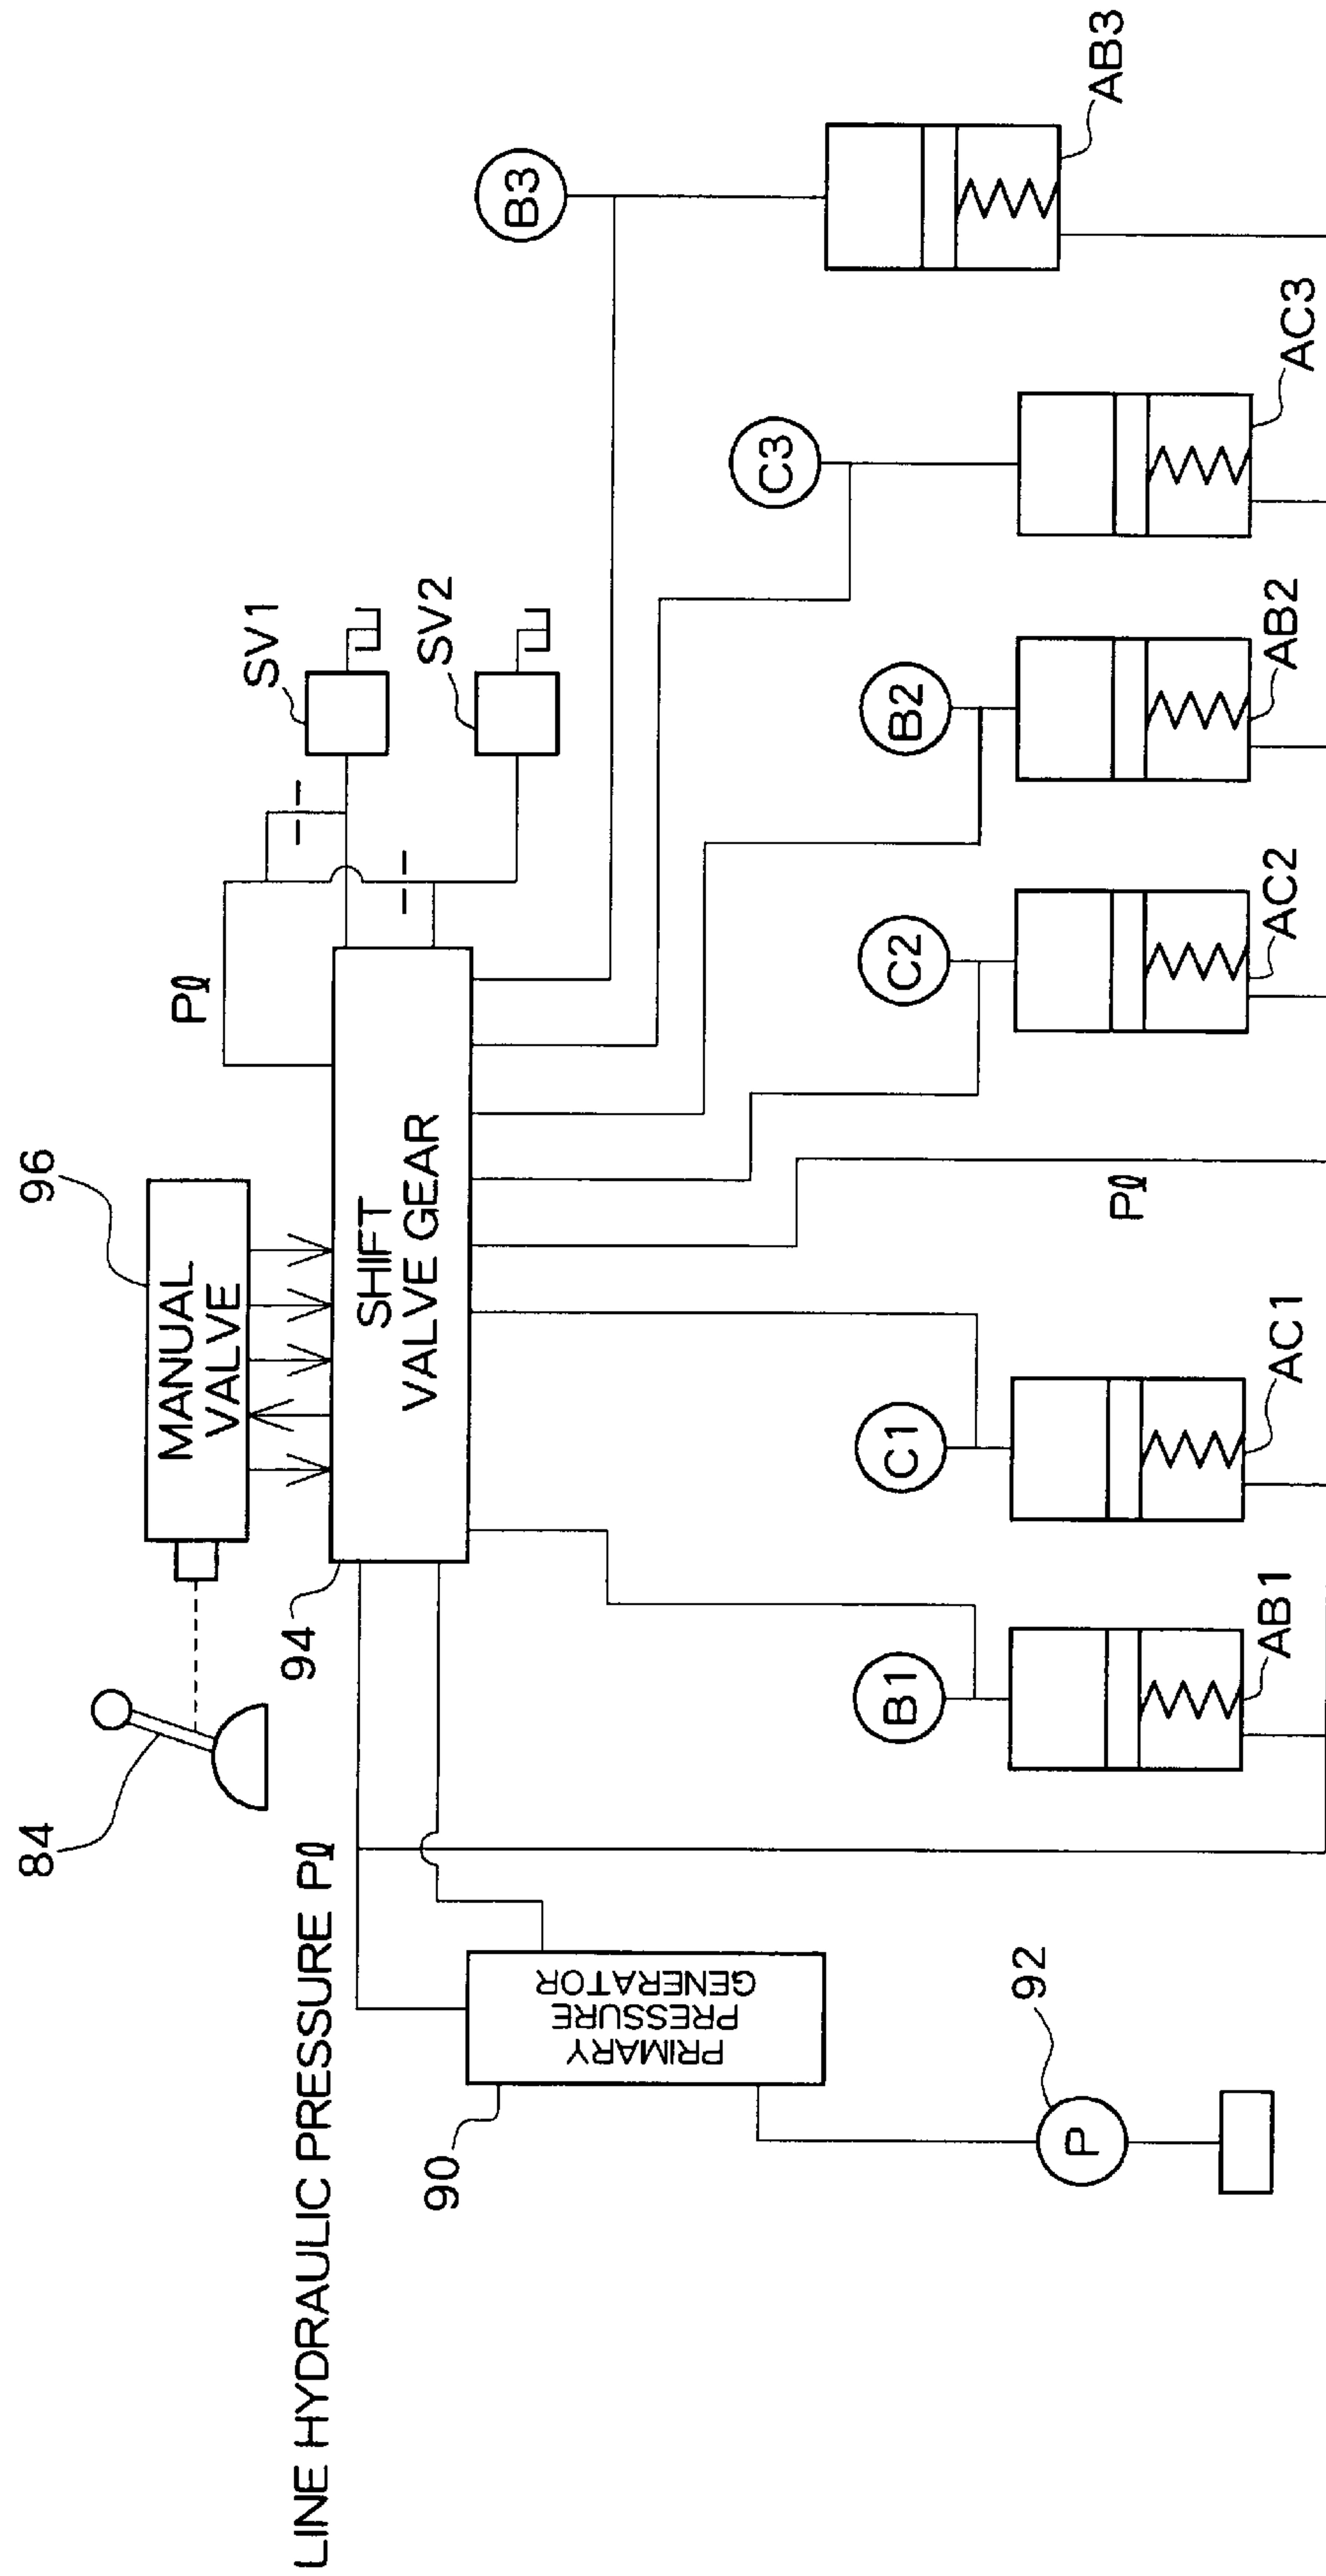 84
MANUAL
VALVE
96
LINE HYDRAULIC PRESSURE Pℓ
94
SHIFT
VALVE GEAR
Pℓ
SV1
SV2
90
PRIMARY
PRESSURE
GENERATOR
92
P
B1
C1
C2
B2
C3
B3
Pℓ
AB1
AC1
AC2
AB2
AC3
AB3